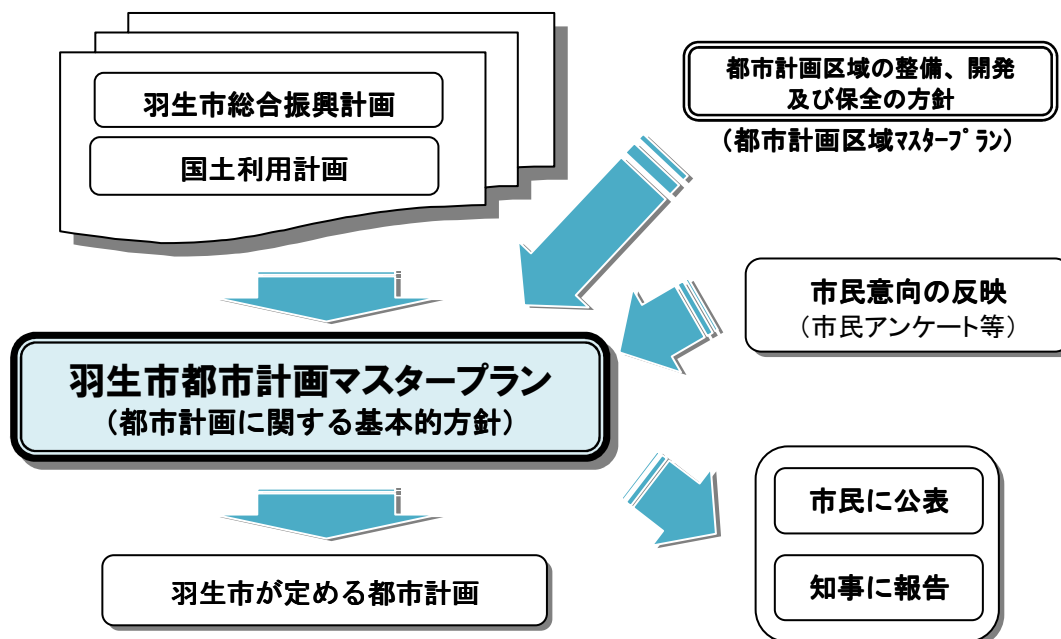 羽生市総合振興計画
国土利用計画
都市計画区域の整備、開発
及び保全の方針
（都市計画区域ﾏｽﾀｰﾌﾟﾗﾝ）
市民意向の反映
（市民アンケート等）
羽生市都市計画マスタープラン
（都市計画に関する基本的方針）
市民に公表
知事に報告
羽生市が定める都市計画